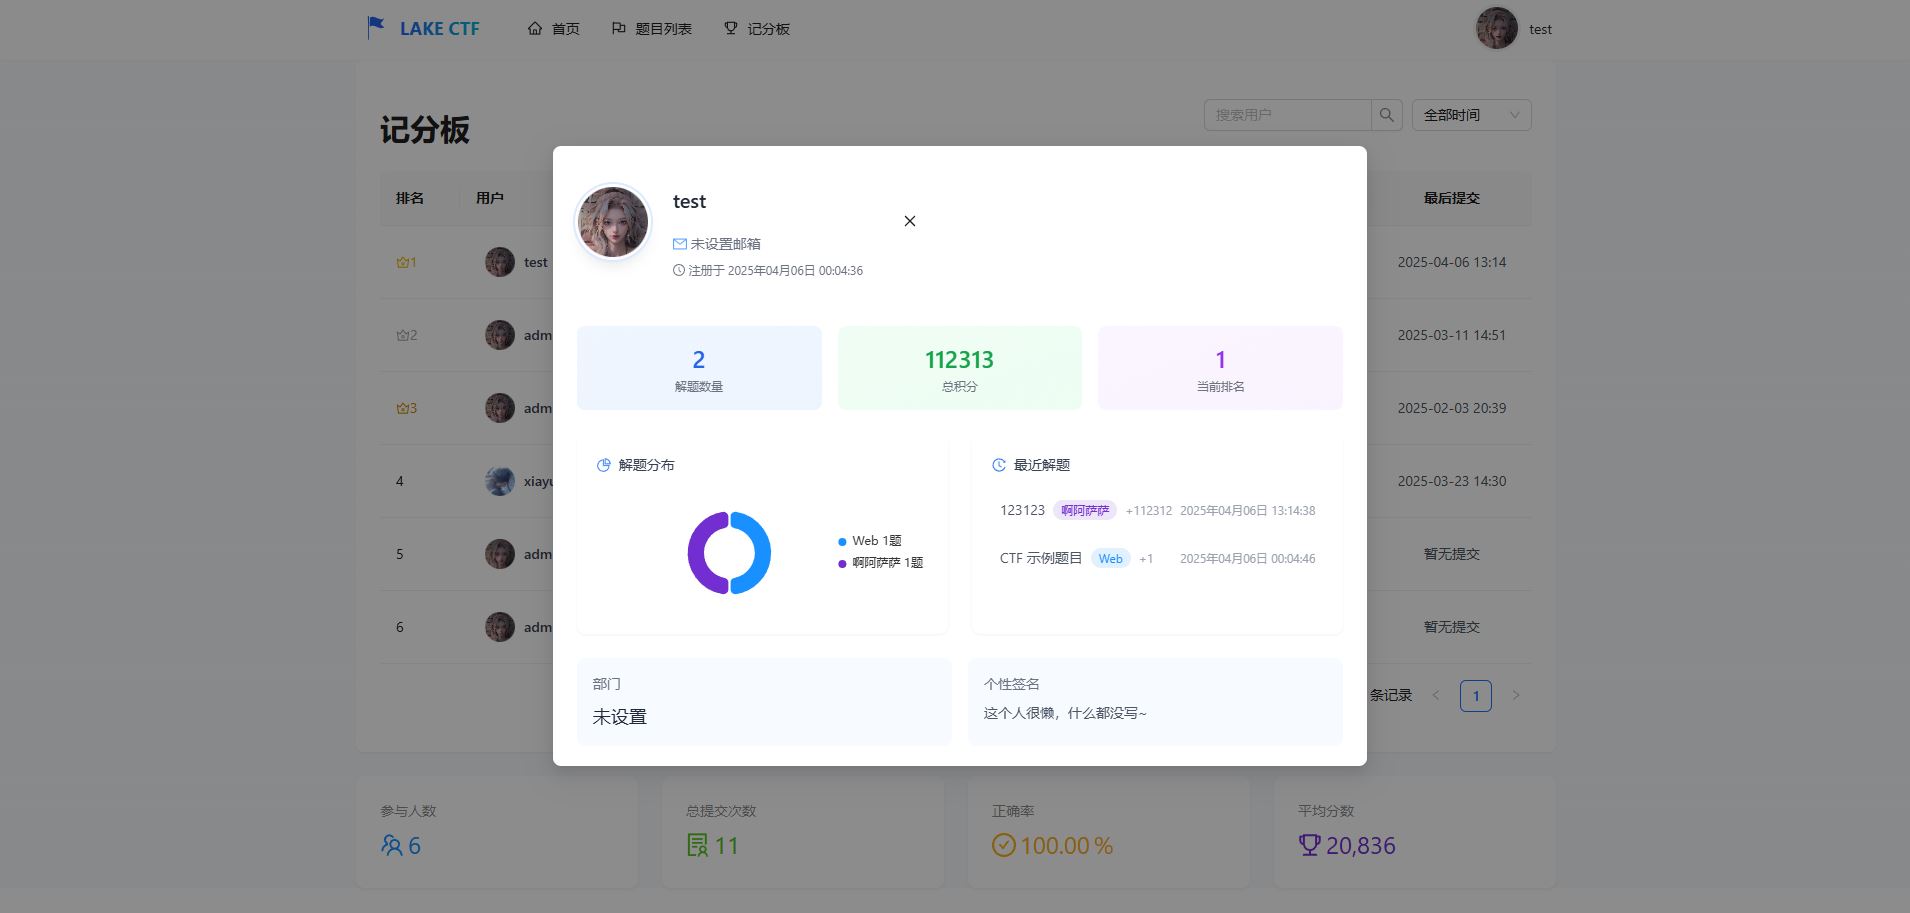 LAKE CTF
首页
题目列表
记分板
test
记分板
搜索用户
全部时间
排名
用户
最后提交
1
test
2025-04-06 13:14
2
adm
2025-03-11 14:51
3
adm
2025-02-03 20:39
4
xiayu
2025-03-23 14:30
5
adm
暂无提交
6
adm
暂无提交
条记录
1
test
未设置邮箱
注册于 2025年04月06日 00:04:36
2
解题数量
112313
总积分
1
当前排名
解题分布
Web 1题
啊阿萨萨 1题
最近解题
123123 啊阿萨萨 +112312 2025年04月06日 13:14:38
CTF 示例题目 Web +1 2025年04月06日 00:04:46
部门
未设置
个性签名
这个人很懒，什么都没写~
参与人数
6
总提交次数
11
正确率
100.00 %
平均分数
20,836